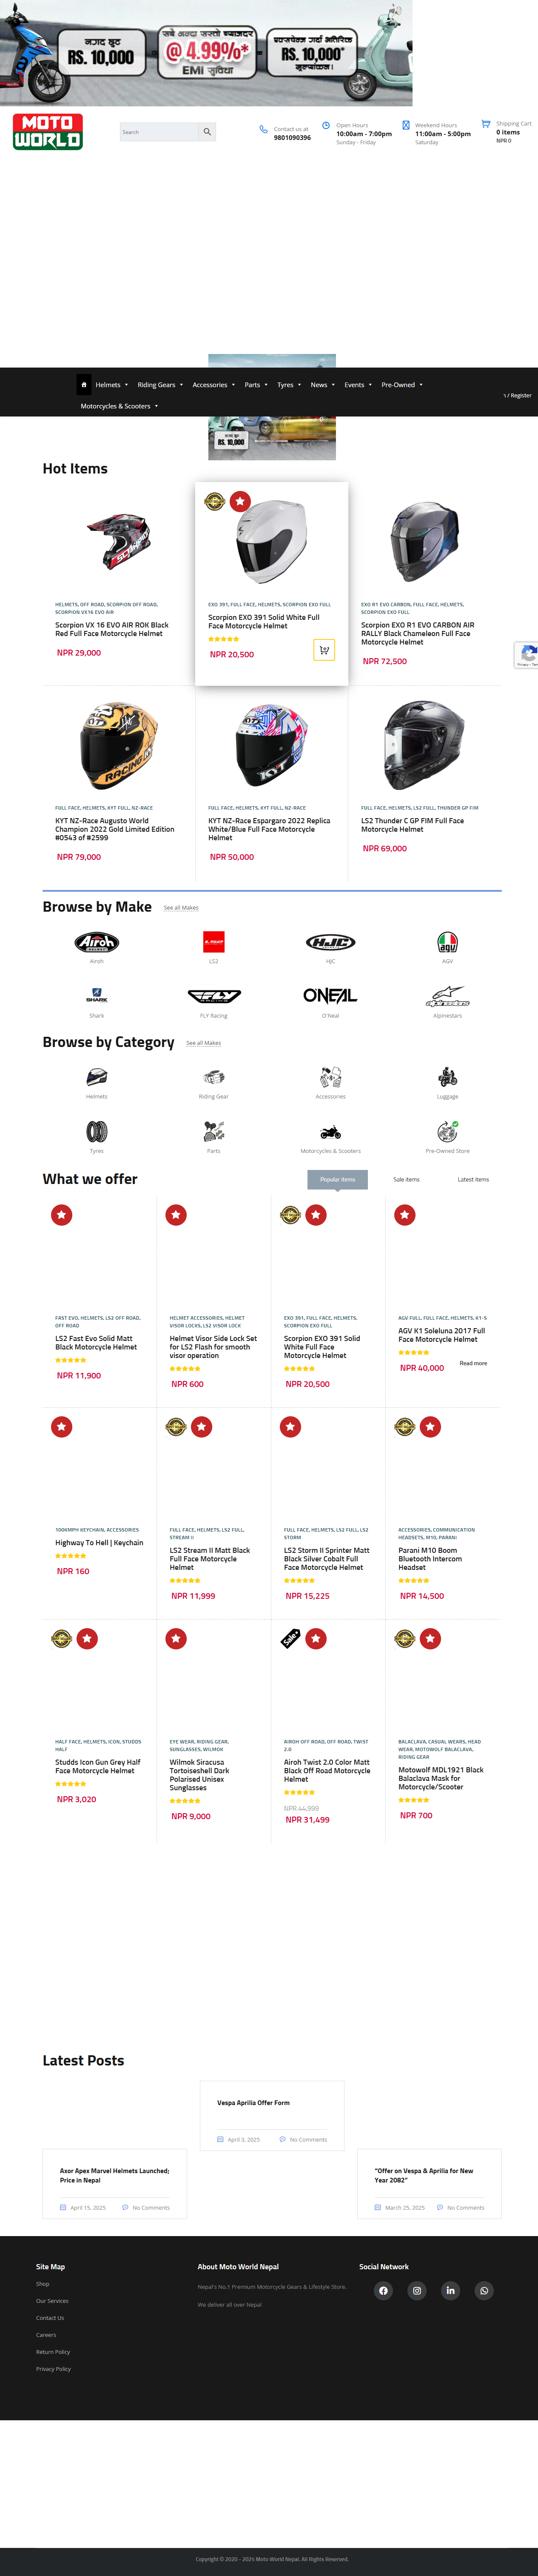 नगद छुट
RS. 10,000
@ 4.99%*
EMI सुविधा
RS. 10,000*
MOTO WORLD
Search
Contact us at
9801090396
Open Hours
10:00am - 7:00pm
Sunday - Friday
Weekend Hours
11:00am - 5:00pm
Saturday
Shipping Cart
0 items
NPR 0
Helmets
Riding Gears
Accessories
Parts
Tyres
News
Events
Pre-Owned
Motorcycles & Scooters
/ Register
RS. 10,000
Hot Items
HELMETS, OFF ROAD, SCORPION OFF ROAD,
SCORPION VX16 EVO AIR
Scorpion VX 16 EVO AIR ROK Black
Red Full Face Motorcycle Helmet
NPR 29,000
EXO 391, FULL FACE, HELMETS, SCORPION EXO FULL
Scorpion EXO 391 Solid White Full
Face Motorcycle Helmet
NPR 20,500
EXO R1 EVO CARBON, FULL FACE, HELMETS,
SCORPION EXO FULL
Scorpion EXO R1 EVO CARBON AIR
RALLY Black Chameleon Full Face
Motorcycle Helmet
NPR 72,500
FULL FACE, HELMETS, KYT FULL, NZ-RACE
KYT NZ-Race Augusto World
Champion 2022 Gold Limited Edition
#0543 of #2599
NPR 79,000
FULL FACE, HELMETS, KYT FULL, NZ-RACE
KYT NZ-Race Espargaro 2022 Replica
White/Blue Full Face Motorcycle
Helmet
NPR 50,000
FULL FACE, HELMETS, LS2 FULL, THUNDER GP FIM
LS2 Thunder C GP FIM Full Face
Motorcycle Helmet
NPR 69,000
Browse by Make
See all Makes
Airoh
LS2
HJC
AGV
Shark
FLY Racing
O'Neal
Alpinestars
Browse by Category
See all Makes
Helmets
Riding Gear
Accessories
Luggage
Tyres
Parts
Motorcycles & Scooters
Pre-Owned Store
What we offer
Popular items
Sale items
Latest items
FAST EVO, HELMETS, LS2 OFF ROAD,
OFF ROAD
LS2 Fast Evo Solid Matt
Black Motorcycle Helmet
NPR 11,900
HELMET ACCESSORIES, HELMET
VISOR LOCKS, LS2 VISOR LOCK
Helmet Visor Side Lock Set
for LS2 Flash for smooth
visor operation
NPR 600
EXO 391, FULL FACE, HELMETS,
SCORPION EXO FULL
Scorpion EXO 391 Solid
White Full Face
Motorcycle Helmet
NPR 20,500
AGV FULL, FULL FACE, HELMETS, K1-S
AGV K1 Soleluna 2017 Full
Face Motorcycle Helmet
NPR 40,000
Read more
100KMPH KEYCHAIN, ACCESSORIES
Highway To Hell | Keychain
NPR 160
FULL FACE, HELMETS, LS2 FULL,
STREAM II
LS2 Stream II Matt Black
Full Face Motorcycle
Helmet
NPR 11,999
FULL FACE, HELMETS, LS2 FULL, LS2
STORM
LS2 Storm II Sprinter Matt
Black Silver Cobalt Full
Face Motorcycle Helmet
NPR 15,225
ACCESSORIES, COMMUNICATION
HEADSETS, M10, PARANI
Parani M10 Boom
Bluetooth Intercom
Headset
NPR 14,500
HALF FACE, HELMETS, ICON, STUDDS
HALF
Studds Icon Gun Grey Half
Face Motorcycle Helmet
NPR 3,020
EYE WEAR, RIDING GEAR,
SUNGLASSES, WILMOK
Wilmok Siracusa
Tortoiseshell Dark
Polarised Unisex
Sunglasses
NPR 9,000
Sale
AIROH OFF ROAD, OFF ROAD, TWIST
2.0
Airoh Twist 2.0 Color Matt
Black Off Road Motorcycle
Helmet
NPR 44,999
NPR 31,499
BALACLAVA, CASUAL WEARS, HEAD
WEAR, MOTOWOLF BALACLAVA,
RIDING GEAR
Motowolf MDL1921 Black
Balaclava Mask for
Motorcycle/Scooter
NPR 700
Latest Posts
Vespa Aprilia Offer Form
April 3, 2025
No Comments
Axor Apex Marvel Helmets Launched;
Price in Nepal
April 15, 2025
No Comments
"Offer on Vespa & Aprilia for New
Year 2082"
March 25, 2025
No Comments
Site Map
Shop
Our Services
Contact Us
Careers
Return Policy
Privacy Policy
About Moto World Nepal
Nepal's No.1 Premium Motorcycle Gears & Lifestyle Store.
We deliver all over Nepal
Social Network
Copyright © 2020 - 2025 Moto World Nepal. All Rights Reserved.